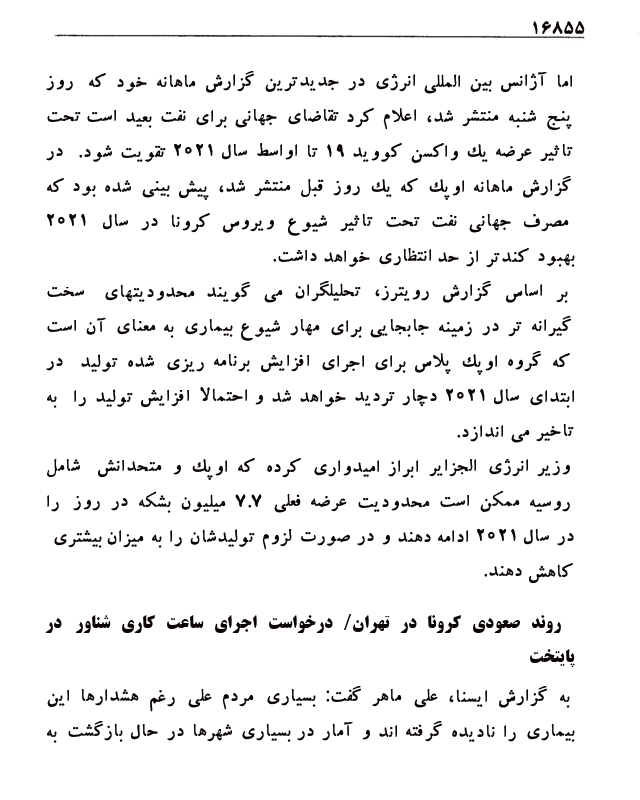 ۱۶۸۵۵
اما آژانس بین المللی انرژی در جدیدترین گزارش ماهانه خود که روز
پنج شنبه منتشر شد، اعلام کرد تقاضای جهانی برای نفت بعید است تحت
تاثیر عرضه یك واکسن کووید ۱۹ تا اواسط سال ۲۰۲۱ تقویت شود. در
گزارش ماهانه اوپك که یك روز قبل منتشر شد، پیش بینی شده بود که
مصرف جهانی نفت تحت تاثیر شیوع ویروس کرونا در سال ۲۰۲۱
بهبود کندتر از حد انتظاری خواهد داشت.
بر اساس گزارش رویترز، تحلیلگران می گویند محدودیتهای سخت
گیرانه تر در زمینه جابجایی برای مهار شیوع بیماری به معنای آن است
که گروه اوپك پلاس برای اجرای افزایش برنامه ریزی شده تولید در
ابتدای سال ۲۰۲۱ دچار تردید خواهد شد و احتمالا افزایش تولید را به
تاخیر می اندازد.
وزیر انرژی الجزایر ابراز امیدواری کرده که اوپك و متحدانش شامل
روسیه ممکن است محدودیت عرضه فعلی ۷.۷ میلیون بشکه در روز را
در سال ۲۰۲۱ ادامه دهند و در صورت لزوم تولیدشان را به میزان بیشتری
کاهش دهند.
روند صعودی کرونا در تهران/ درخواست اجرای ساعت کاری شناور در
پایتخت
به گزارش ایسنا، علی ماهر گفت: بسیاری مردم علی رغم هشدارها این
بیماری را نادیده گرفته اند و آمار در بسیاری شهرها در حال بازگشت به